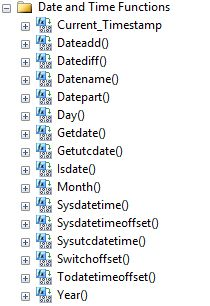 Date and Time Functions
Current_Timestamp
Dateadd()
Datediff()
Datename()
Datepart()
Day()
Getdate()
Getutcdate()
Isdate()
Month()
Sysdatetime()
Sysdatetimeoffset()
Sysutcdatetime()
Switchoffset()
Todatetimeoffset()
Year()